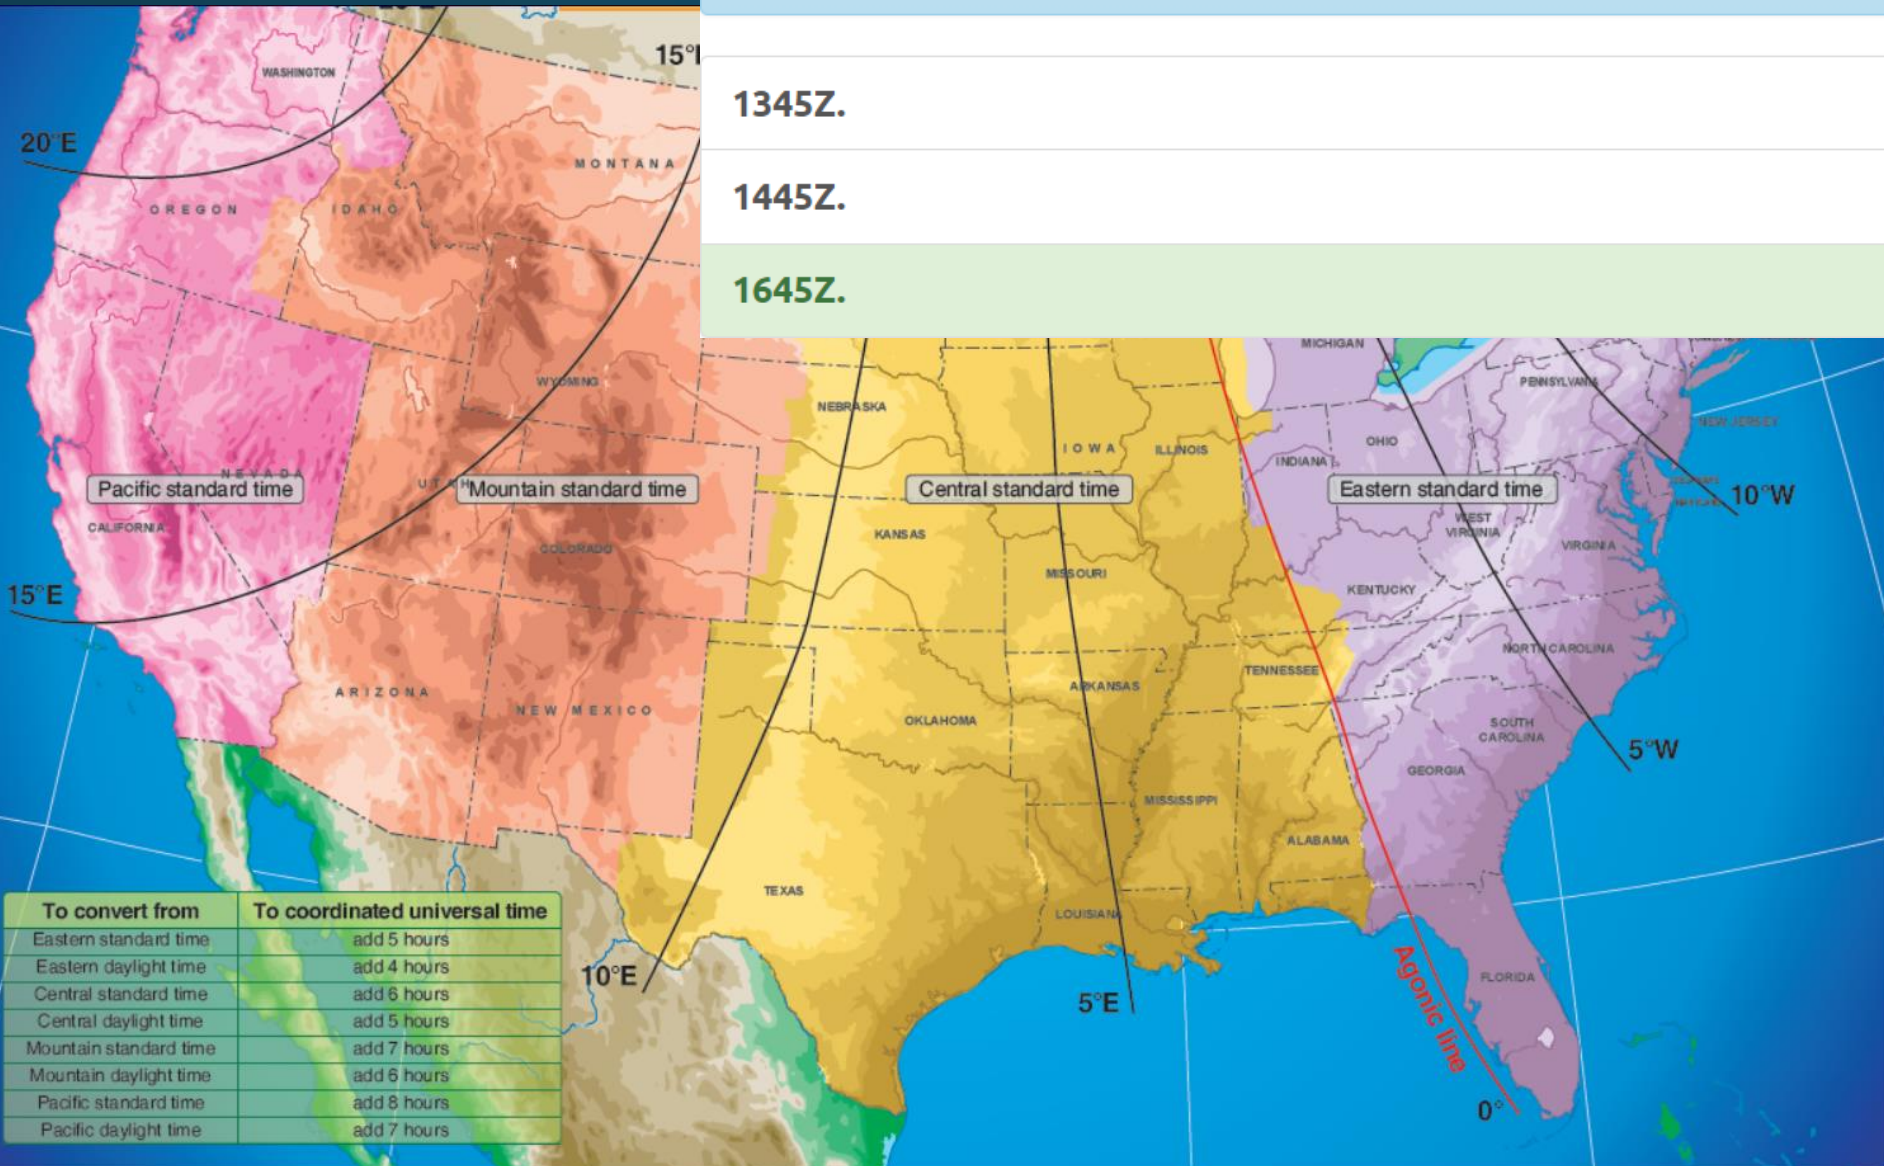 15°
1345Z.
1445Z.
1645Z.
WASHINGTON
20°E
MONTANA
OREGON
IDAHO
MICHIGAN
PENNSYLVANIA
WYOMING
NEBRASKA
NEW JERSEY
IOWA
ILLINOIS
OHIO
INDIANA
NEVADA
UTAH
Pacific standard time
Mountain standard time
Central standard time
Eastern standard time
10°W
CALIFORNIA
COLORADO
KANSAS
WEST
VIRGINIA
VIRGINIA
MISSOURI
KENTUCKY
15°E
NORTH CAROLINA
TENNESSEE
ARIZONA
NEW MEXICO
ARKANSAS
OKLAHOMA
SOUTH
CAROLINA
5°W
GEORGIA
MISSISSIPPI
ALABAMA
TEXAS
LOUISIANA
Agonic line
FLORIDA
10°E
5°E
0°
To convert from To coordinated universal time
Eastern standard time add 5 hours
Eastern daylight time add 4 hours
Central standard time add 6 hours
Central daylight time add 5 hours
Mountain standard time add 7 hours
Mountain daylight time add 6 hours
Pacific standard time add 8 hours
Pacific daylight time add 7 hours